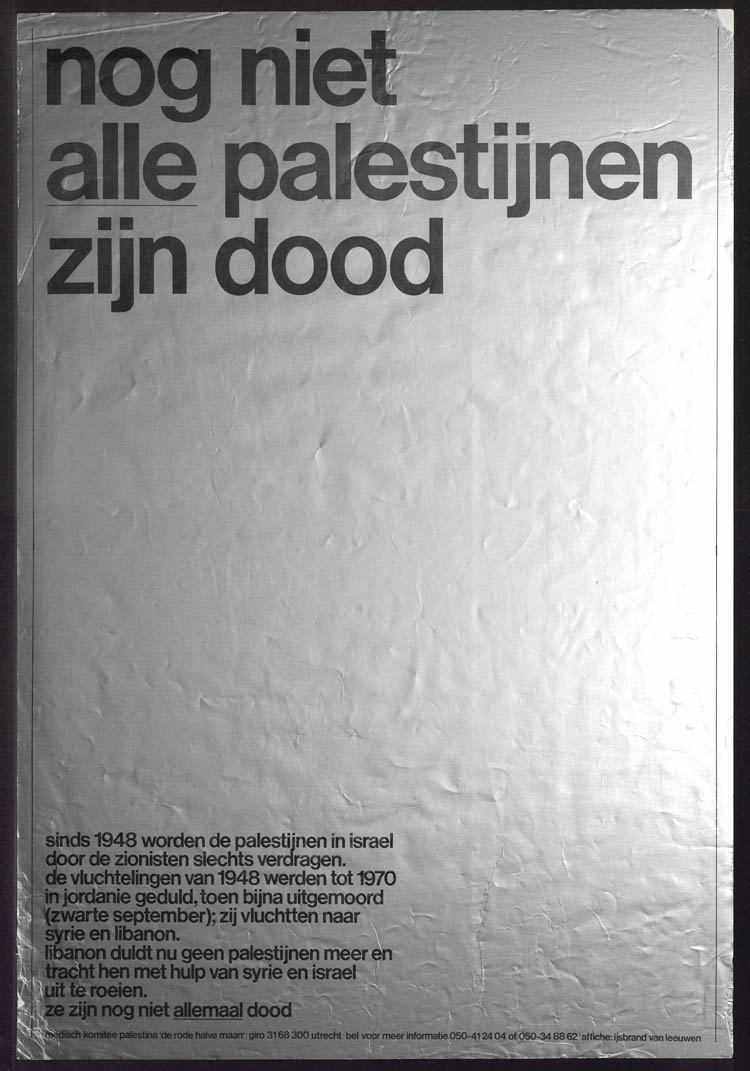 nog niet
alle palestijnen
zijn dood
sinds 1948 worden de palestijnen in israel
door de zionisten slechts verdragen.
de vluchtelingen van 1948 werden tot 1970
in jordanie geduld, toen bijna uitgemoord
(zwarte september); zij vluchtten naar
syrie en libanon.
libanon duldt nu geen palestijnen meer en
tracht hen met hulp van syrie en israel
uit te roeien.
ze zijn nog niet allemaal dood
medisch komitee palestina 'de rode halve maan' giro 31 68 300 utrecht bel voor meer informatie 050-41 24 04 of 050-34 88 62 affiche: ijsbrand van leeuwen